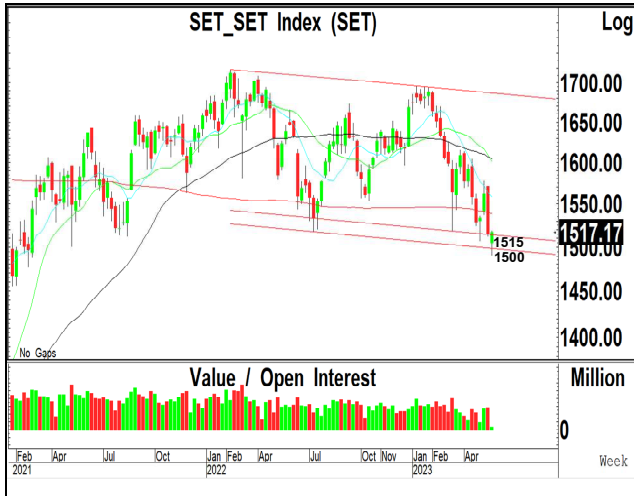 SET_SET Index (SET)
Log
1700.00
1650.00
1600.00
1550.00
1517.17
1515
1500.00
1500
1450.00
1400.00
No Gaps
Value / Open Interest
Million
0
Feb Apr Jul Oct Jan Feb Apr Jul Oct Nov Jan Feb Apr
Week
2021 2022 2023